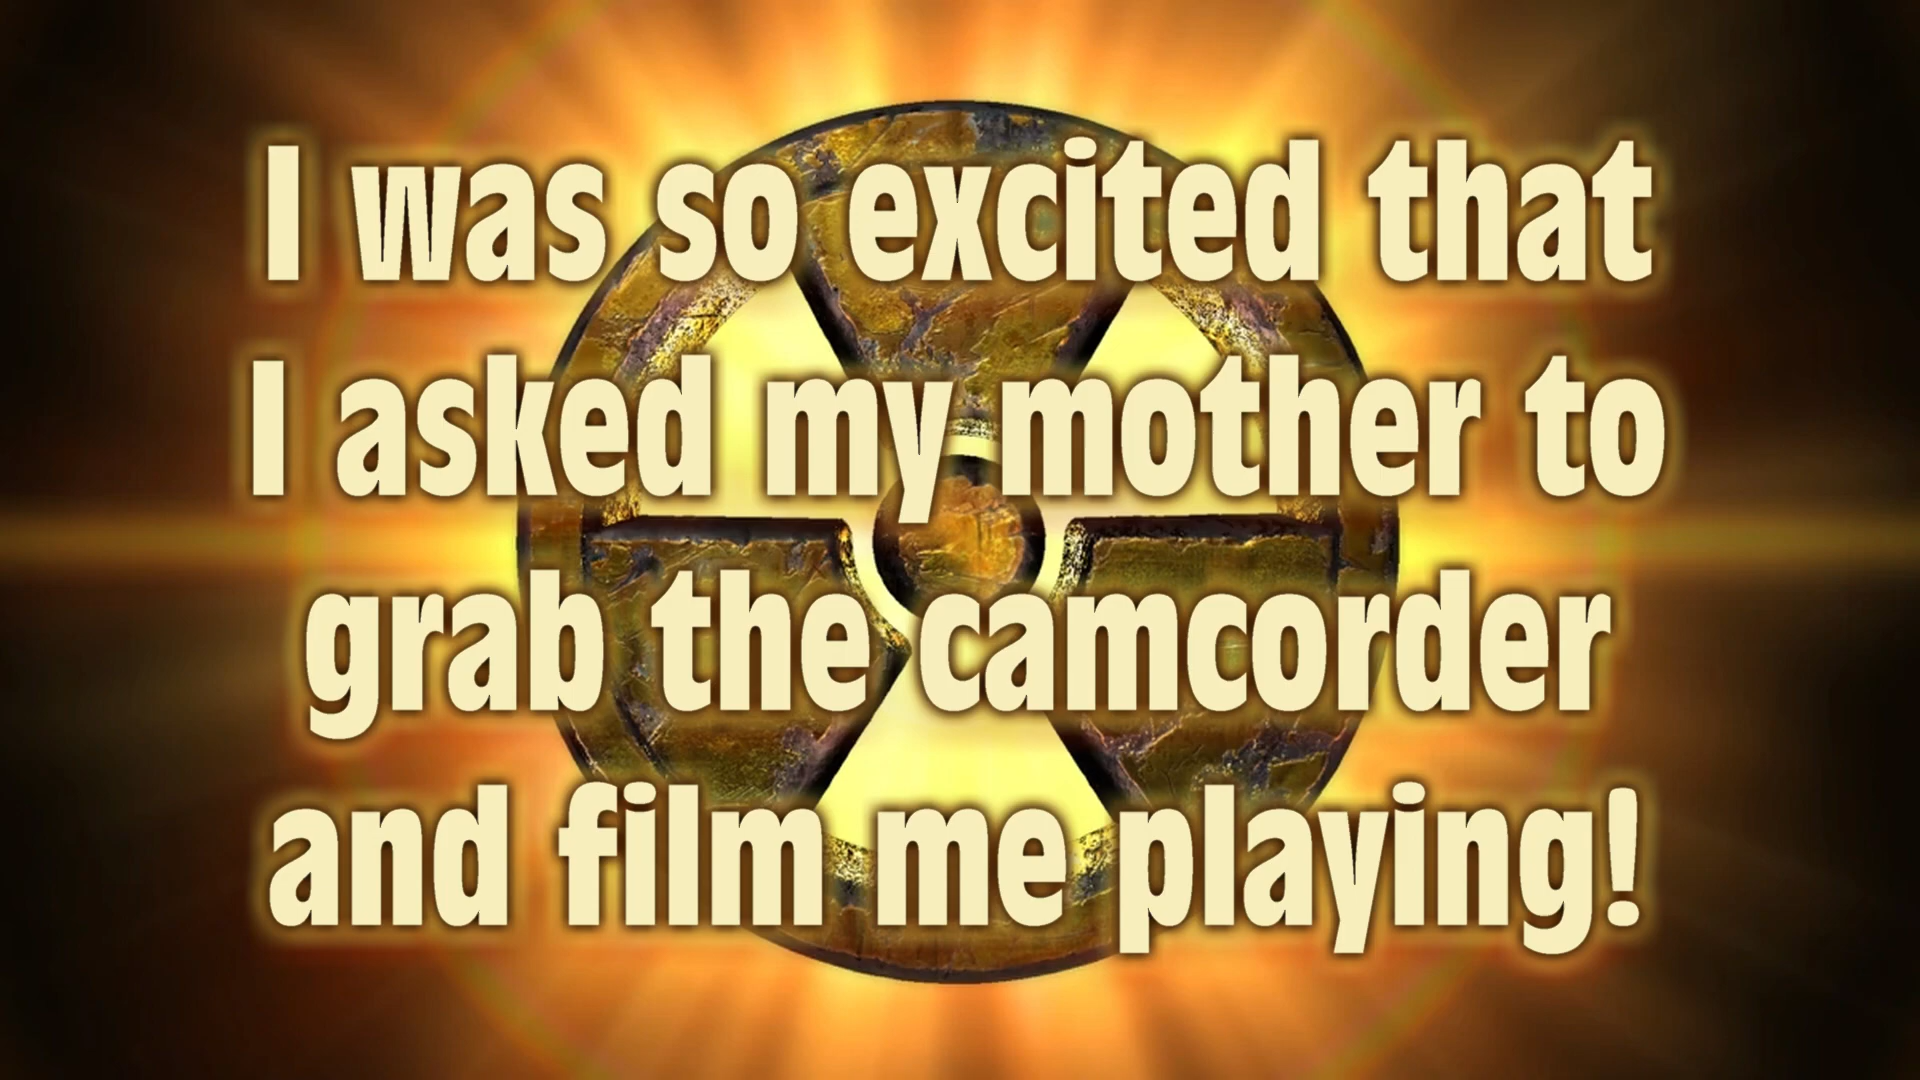 I was so excited that
I asked my mother to
grab the camcorder
and film me playing!